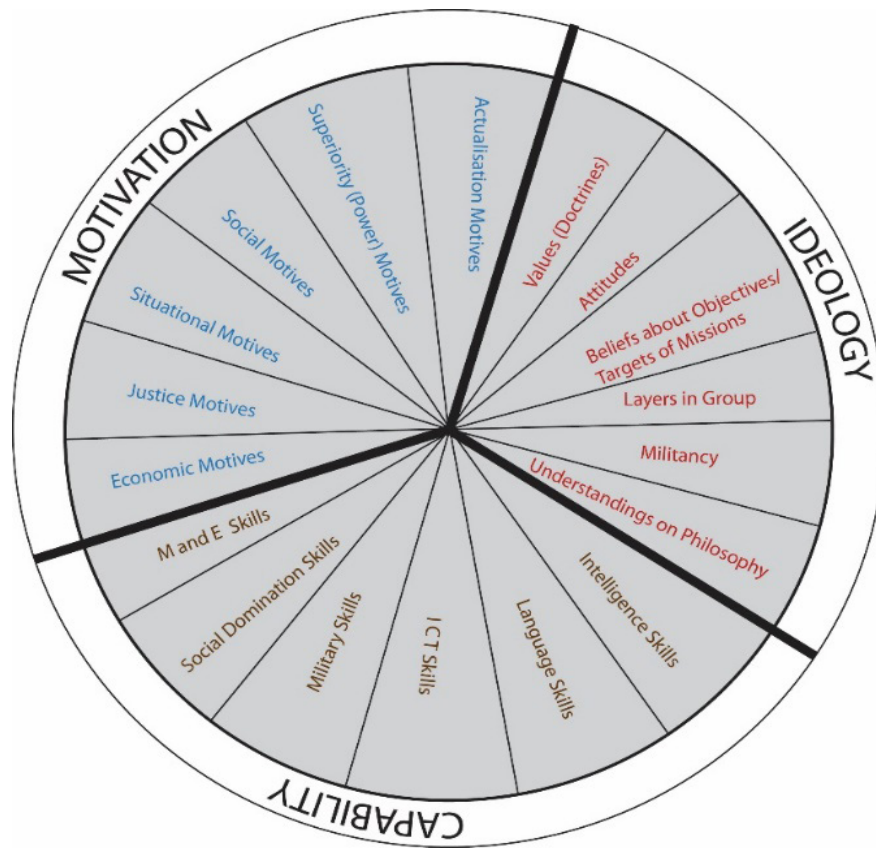 MOTIVATION
Actualisation Motives
Superiority (Power) Motives
Social Motives
Situational Motives
Justice Motives
Economic Motives
IDEOLOGY
Values (Doctrines)
Attitudes
Beliefs about Objectives/
Targets of Missions
Layers in Group
Militancy
Understandings on Philosophy
CAPABILITY
M and E Skills
Social Domination Skills
Military Skills
I C T Skills
Language Skills
Intelligence Skills